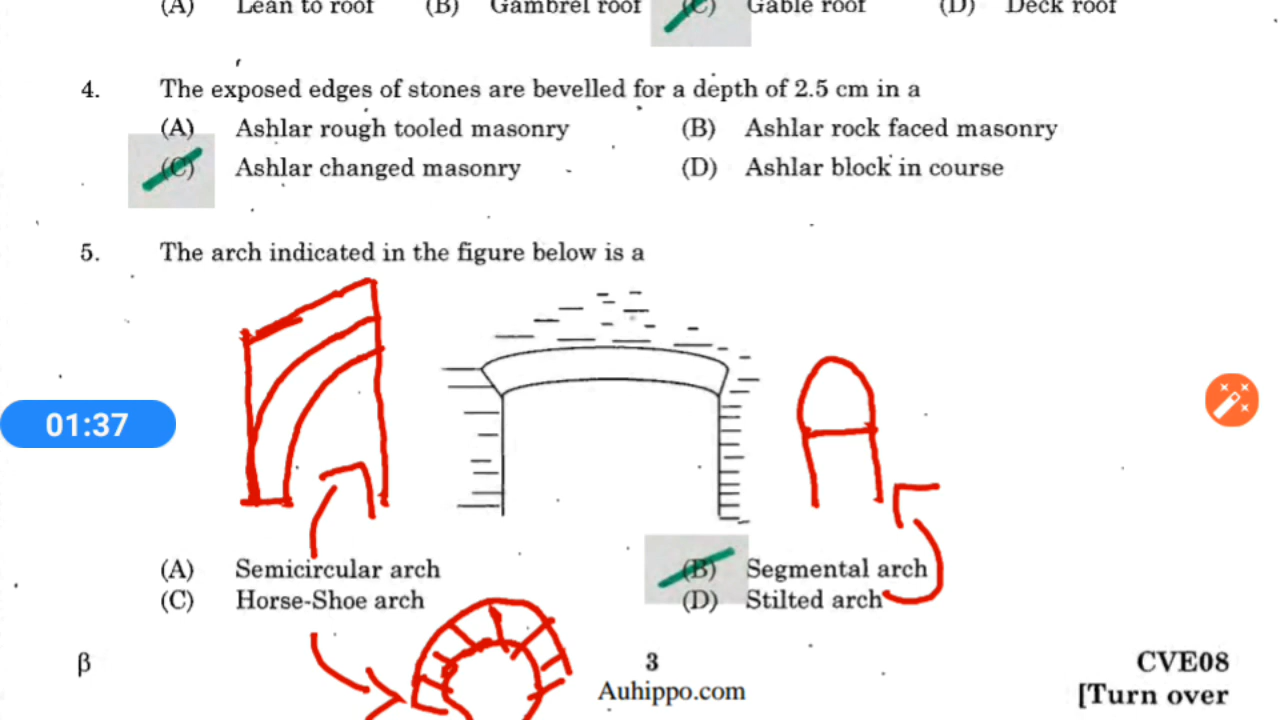 (A) Lean to roof (B) Gambrel roof (C) Gable roof (D) Deck roof
4. The exposed edges of stones are bevelled for a depth of 2.5 cm in a
(A) Ashlar rough tooled masonry (B) Ashlar rock faced masonry
(C) Ashlar changed masonry (D) Ashlar block in course
5. The arch indicated in the figure below is a
01:37
(A) Semicircular arch (B) Segmental arch
(C) Horse-Shoe arch (D) Stilted arch
β 3 CVE08
Auhippo.com [Turn over